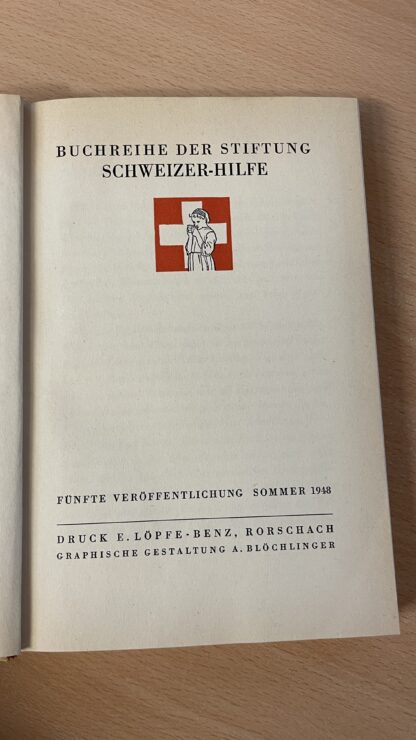 BUCHREIHE DER STIFTUNG
SCHWEIZER-HILFE
FÜNFTE VERÖFFENTLICHUNG SOMMER 1948
DRUCK E. LÖPFE-BENZ, RORSCHACH
GRAPHISCHE GESTALTUNG A. BLÖCHLINGER